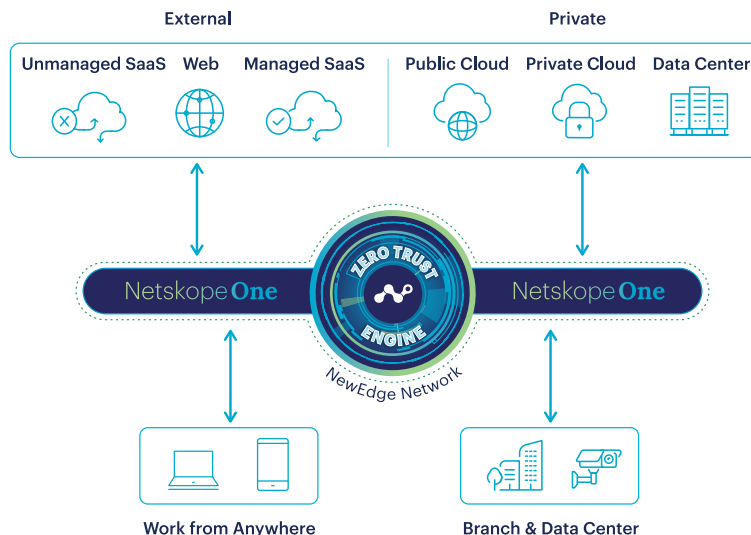 External
Private
Unmanaged SaaS
Web
Managed SaaS
Public Cloud
Private Cloud
Data Center
Netskope One
ZERO TRUST
ENGINE
Netskope One
NewEdge Network
Work from Anywhere
Branch & Data Center